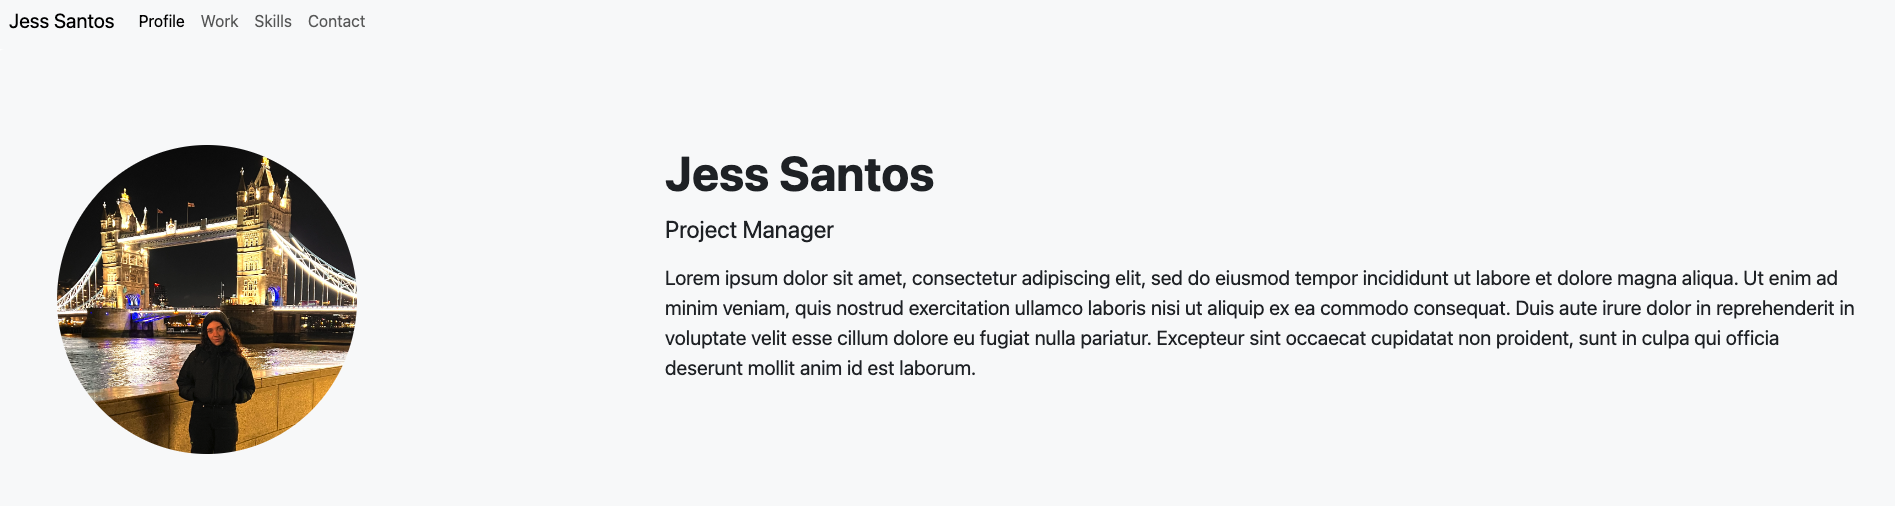 Jess Santos Profile Work Skills Contact
Jess Santos
Project Manager
Lorem ipsum dolor sit amet, consectetur adipiscing elit, sed do eiusmod tempor incididunt ut labore et dolore magna aliqua. Ut enim ad
minim veniam, quis nostrud exercitation ullamco laboris nisi ut aliquip ex ea commodo consequat. Duis aute irure dolor in reprehenderit in
voluptate velit esse cillum dolore eu fugiat nulla pariatur. Excepteur sint occaecat cupidatat non proident, sunt in culpa qui officia
deserunt mollit anim id est laborum.